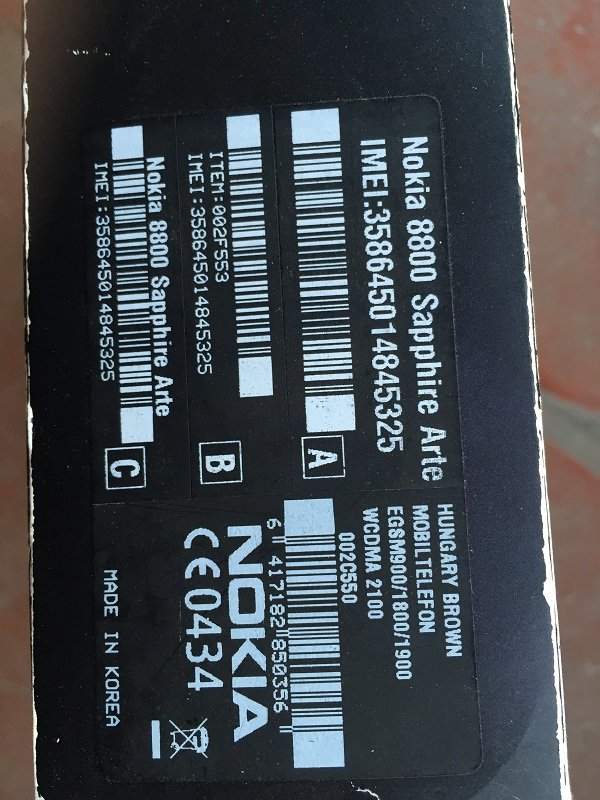 Nokia 8800 Sapphire Arte
IMEI:358645014845325
A
ITEM:002F553
IMEI:358645014845325
B
Nokia 8800 Sapphire Arte
IMEI:358645014845325
C
HUNGARY BROWN
MOBILTELEFON
EGSM900/1800/1900
WCDMA 2100
002C550
6 417182 850356
NOKIA
CE0434
MADE IN KOREA